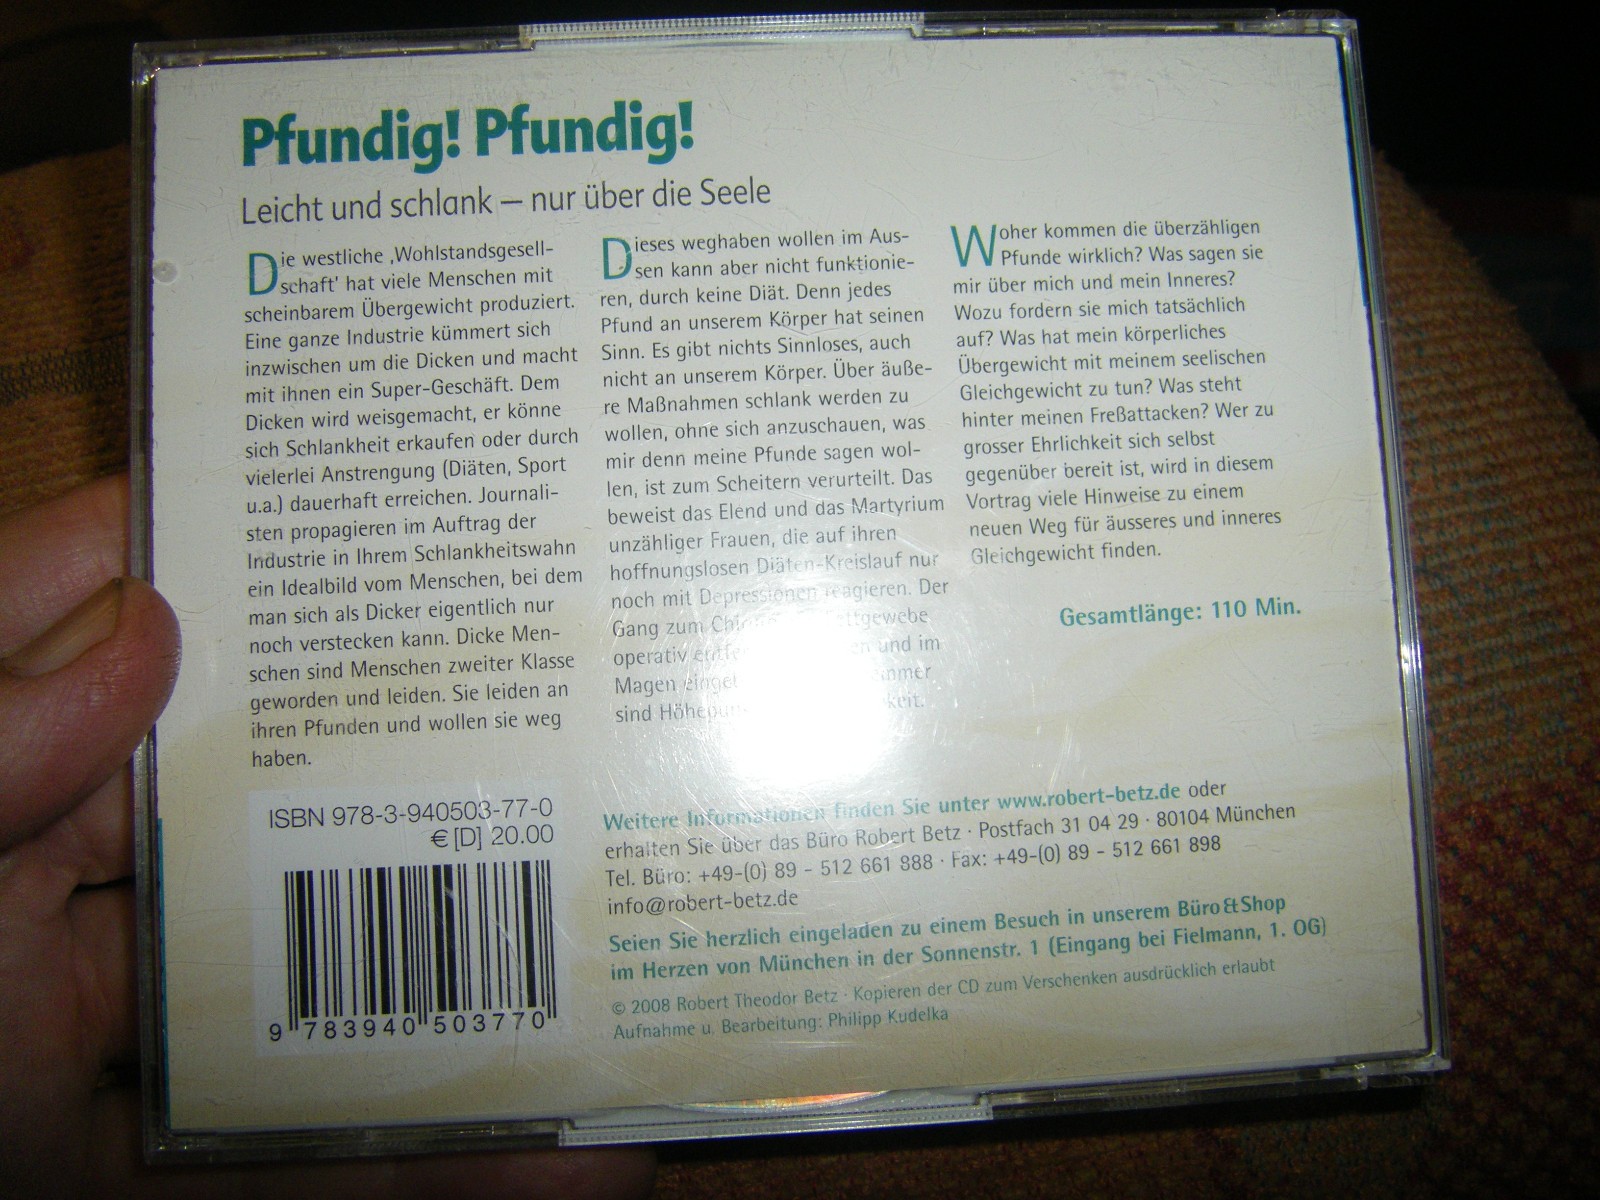 Pfundig! Pfundig!
Leicht und schlank – nur über die Seele
Die westliche ‚Wohlstandsgesell-
schaft' hat viele Menschen mit
scheinbarem Übergewicht produziert.
Eine ganze Industrie kümmert sich
inzwischen um die Dicken und macht
mit ihnen ein Super-Geschäft. Dem
Dicken wird weisgemacht, er könne
sich Schlankheit erkaufen oder durch
vielerlei Anstrengung (Diäten, Sport
u.a.) dauerhaft erreichen. Journali-
sten propagieren im Auftrag der
Industrie in Ihrem Schlankheitswahn
ein Idealbild vom Menschen, bei dem
man sich als Dicker eigentlich nur
noch verstecken kann. Dicke Men-
schen sind Menschen zweiter Klasse
geworden und leiden. Sie leiden an
ihren Pfunden und wollen sie weg
haben.
Dieses weghaben wollen im Aus-
sen kann aber nicht funktionie-
ren, durch keine Diät. Denn jedes
Pfund an unserem Körper hat seinen
Sinn. Es gibt nichts Sinnloses, auch
nicht an unserem Körper. Über äuße-
re Maßnahmen schlank werden zu
wollen, ohne sich anzuschauen, was
mir denn meine Pfunde sagen wol-
len, ist zum Scheitern verurteilt. Das
beweist das Elend und das Martyrium
unzähliger Frauen, die auf ihren
hoffnungslosen Diäten-Kreislauf nur
noch mit Depressionen reagieren. Der
Gang zum
operativ und im
Magen
sind
Woher kommen die überzähligen
Pfunde wirklich? Was sagen sie
mir über mich und mein Inneres?
Wozu fordern sie mich tatsächlich
auf? Was hat mein körperliches
Übergewicht mit meinem seelischen
Gleichgewicht zu tun? Was steht
hinter meinen Freßattacken? Wer zu
grosser Ehrlichkeit sich selbst
gegenüber bereit ist, wird in diesem
Vortrag viele Hinweise zu einem
neuen Weg für äusseres und inneres
Gleichgewicht finden.
Gesamtlänge: 110 Min.
ISBN 978-3-940503-77-0
€ [D] 20.00
9 783940 503770
Weitere Informationen finden Sie unter www.robert-betz.de oder
erhalten Sie über das Büro Robert Betz · Postfach 31 04 29 · 80104 München
Tel. Büro: +49-(0) 89 - 512 661 888 · Fax: +49-(0) 89 - 512 661 898
info@robert-betz.de
Seien Sie herzlich eingeladen zu einem Besuch in unserem Büro&Shop
im Herzen von München in der Sonnenstr. 1 (Eingang bei Fielmann, 1. OG)
© 2008 Robert Theodor Betz · Kopieren der CD zum Verschenken ausdrücklich erlaubt
Aufnahme u. Bearbeitung: Philipp Kudelka